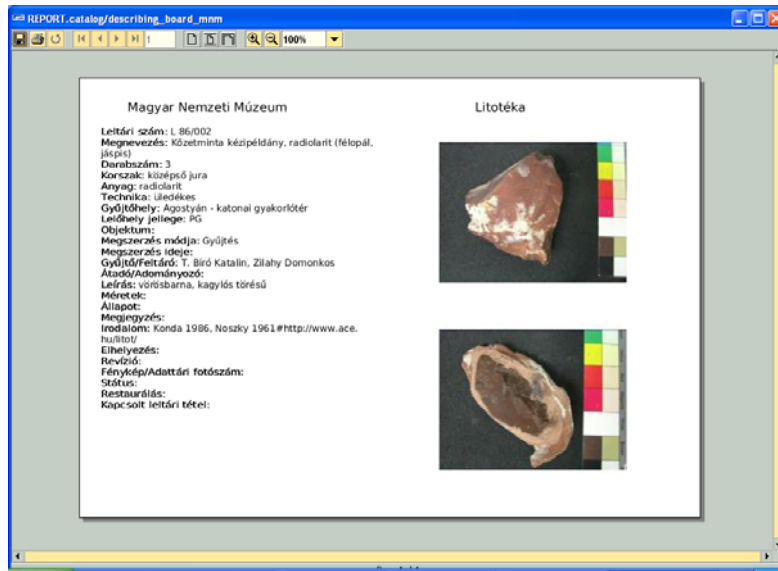 REPORT.catalog/describing_board_mnm
1
100%
Magyar Nemzeti Múzeum
Litotéka
Leltári szám: L 86/002
Megnevezés: Kőzetminta kézipéldány, radiolarit (félopál,
jáspis)
Darabszám: 3
Korszak: középső jura
Anyag: radiolarit
Technika: üledékes
Gyűjtőhely: Agostyán - katonai gyakorlótér
Lelőhely jellege: PG
Objektum:
Megszerzés módja: Gyűjtés
Megszerzés ideje:
Gyűjtő/Feltáró: T. Biró Katalin, Zilahy Domonkos
Átadó/Adományozó:
Leírás: vörösbarna, kagylós törésű
Méretek:
Állapot:
Megjegyzés:
Irodalom: Konda 1986, Noszky 1961#http://www.ace.
hu/litot/
Elhelyezés:
Revízió:
Fénykép/Adattári fotószám:
Státus:
Restaurálás:
Kapcsolt leltári tétel: